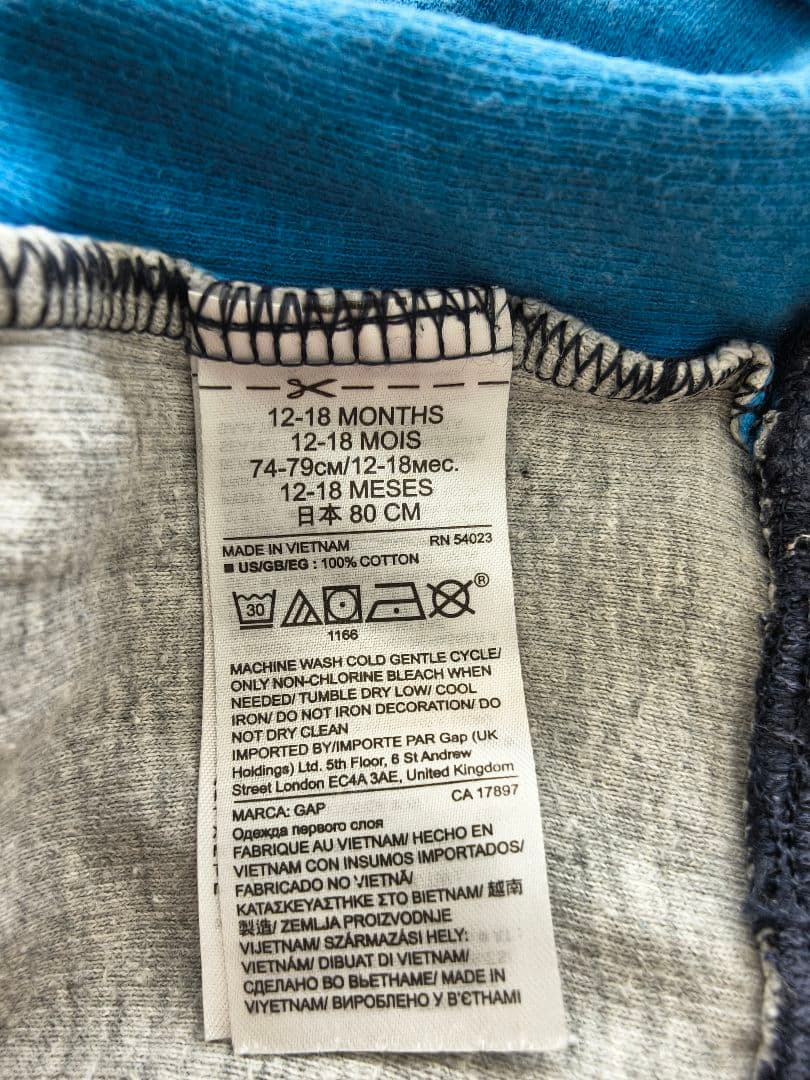 12-18 MONTHS
12-18 MOIS
74-79см/12-18мес.
12-18 MESES
日本 80 CM
MADE IN VIETNAM RN 54023
■ US/GB/EG : 100% COTTON
30
®
1166
MACHINE WASH COLD GENTLE CYCLE/
ONLY NON-CHLORINE BLEACH WHEN
NEEDED/ TUMBLE DRY LOW/ COOL
IRON/ DO NOT IRON DECORATION/ DO
NOT DRY CLEAN
IMPORTED BY/IMPORTE PAR Gap (UK
Holdings) Ltd. 5th Floor, 6 St Andrew
Street London EC4A 3AE, United Kingdom
MARCA: GAP CA 17897
Одежда первого слоя
FABRIQUE AU VIETNAM/ HECHO EN
VIETNAM CON INSUMOS IMPORTADOS/
FABRICADO NO VIETNÃ/
ΚΑΤΑΣΚΕΥΑΣΤΗΚΕ ΣΤΟ ΒΙΕΤΝΑΜ/ 越南
製造/ ZEMLJA PROIZVODNJE
VIJETNAM/ SZÁRMAZÁSI HELY:
VIETNÁM/ DIBUAT DI VIETNAM/
СДЕЛАНО ВО ВЬЕТНАМЕ/ MADE IN
VIYETNAM/ ВИРОБЛЕНО У В'ЄТНАМІ